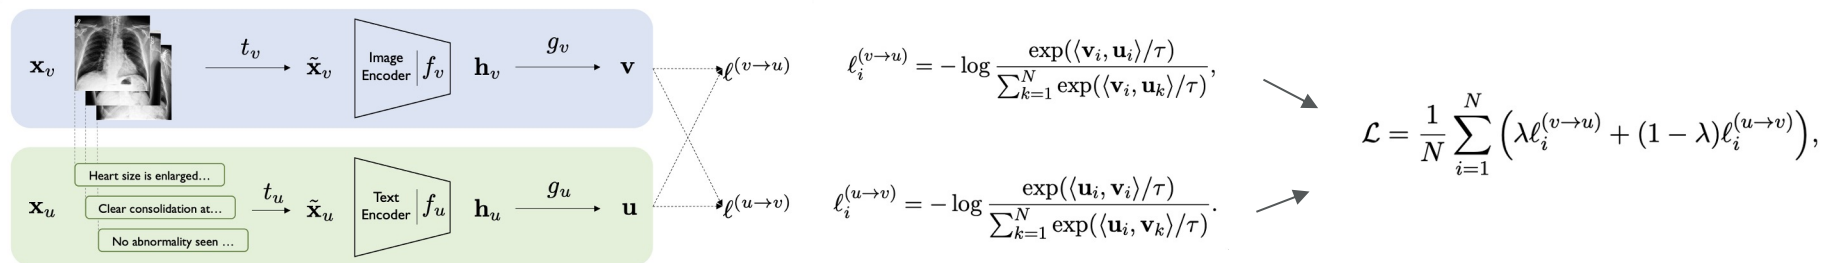 x_v
t_v
x̃_v
Image
Encoder
f_v
h_v
g_v
v
ℓ^(v→u)
ℓ_i^(v→u) = − log exp(⟨v_i, u_i⟩/τ) / ∑_{k=1}^N exp(⟨v_i, u_k⟩/τ),
x_u
Heart size is enlarged…
Clear consolidation at…
No abnormality seen …
t_u
x̃_u
Text
Encoder
f_u
h_u
g_u
u
ℓ^(u→v)
ℓ_i^(u→v) = − log exp(⟨u_i, v_i⟩/τ) / ∑_{k=1}^N exp(⟨u_i, v_k⟩/τ).
ℒ = 1/N ∑_{i=1}^N (λℓ_i^(v→u) + (1 − λ)ℓ_i^(u→v)),